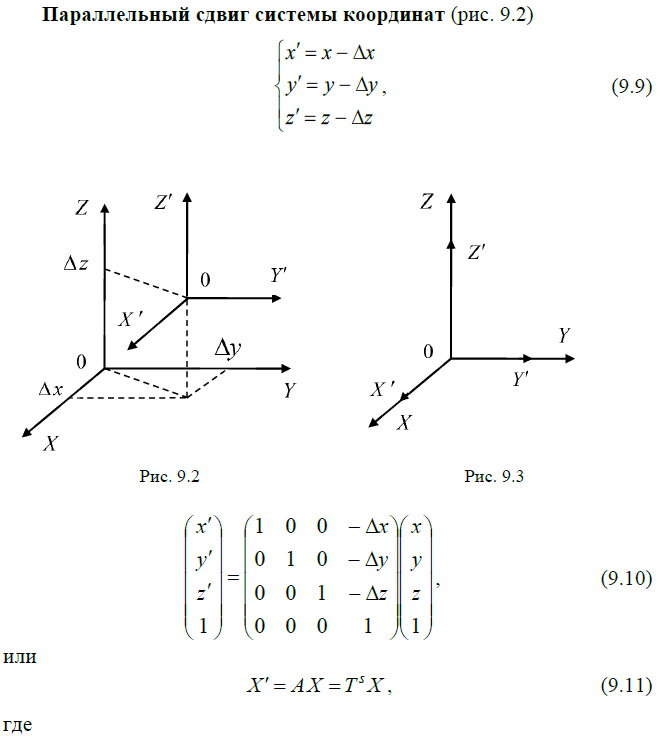 Параллельный сдвиг системы координат (рис. 9.2)
x′ = x − Δx
y′ = y − Δy , (9.9)
z′ = z − Δz
Z Z′ Z
Δz 0 Y′ Z′
X′
0 Δy 0 Y
Δx Y X′ Y′
X X
Рис. 9.2 Рис. 9.3
x′ 1 0 0 − Δx x
y′ 0 1 0 − Δy y
= , (9.10)
z′ 0 0 1 − Δz z
1 0 0 0 1 1
или
X′ = AX = TˢX , (9.11)
где